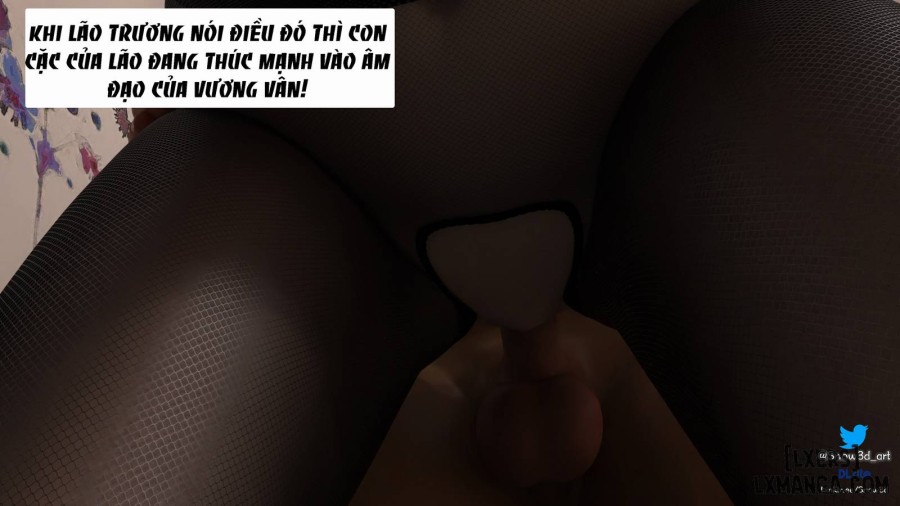 KHI LÃO TRƯƠNG NÓI ĐIỀU ĐÓ THÌ CON
CẶC CỦA LÃO ĐANG THÚC MẠNH VÀO ÂM
ĐẠO CỦA VƯƠNG VÂN!
LXMANGA.COM